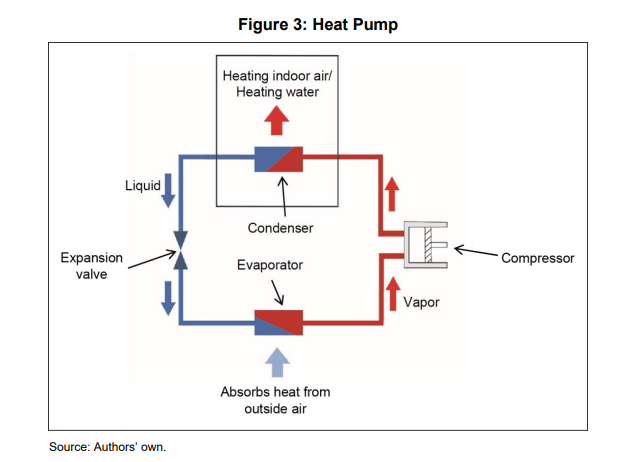 Figure 3: Heat Pump
Heating indoor air/
Heating water
Liquid
Condenser
Expansion
valve
Evaporator
Compressor
Vapor
Absorbs heat from
outside air
Source: Authors' own.